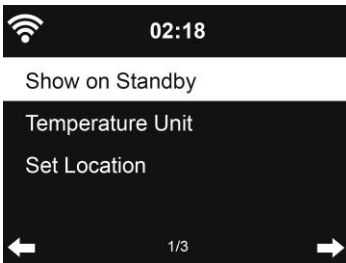 02:18
Show on Standby
Temperature Unit
Set Location
1/3